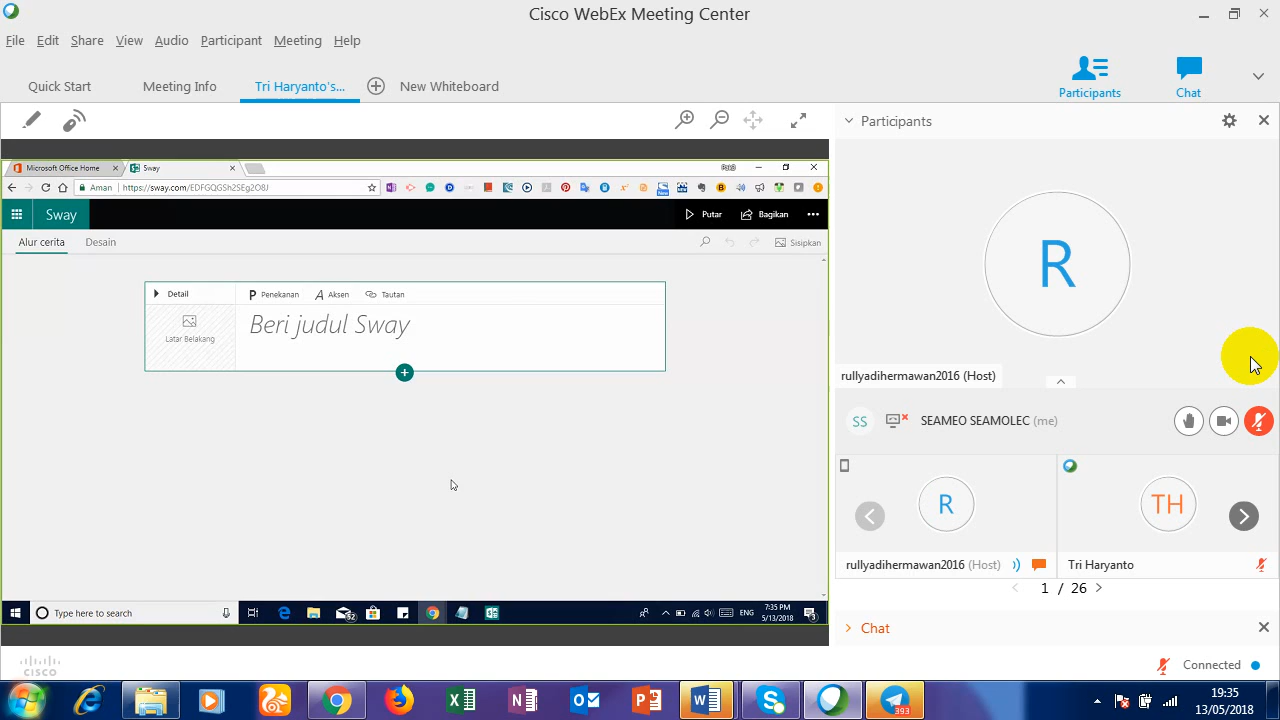 Cisco WebEx Meeting Center
File Edit Share View Audio Participant Meeting Help
Quick Start Meeting Info Tri Haryanto's... New Whiteboard
Participants Chat
Participants
Microsoft Office Home Sway
Aman https://sway.com/EDFGQGSh2SEg2O8J
Sway Putar Bagikan
Alur cerita Desain Sisipkan
Detail P Penekanan A Aksen Tautan
Beri judul Sway
Latar Belakang
Type here to search
52
ENG
7:35 PM
5/13/2018
3
R
rullyadihermawan2016 (Host)
SS SEAMEO SEAMOLEC (me)
R TH
rullyadihermawan2016 (Host) Tri Haryanto
1 / 26
Chat
CISCO
Connected
393
19:35
13/05/2018